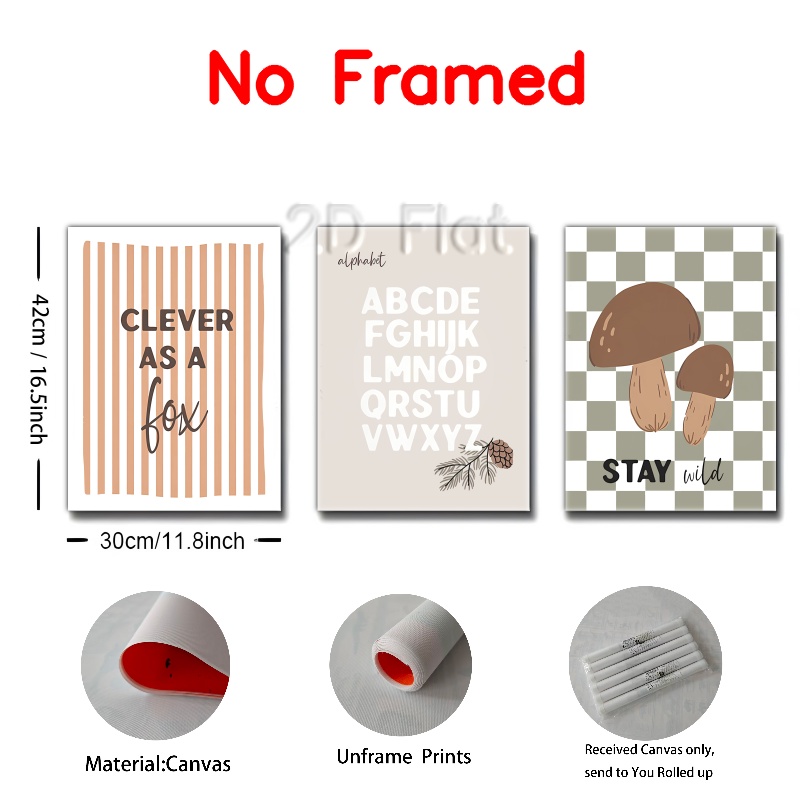 No Framed
2D Flat
42cm / 16.5inch
CLEVER
AS A
fox
alphabet
ABCDE
FGHIJK
LMNÓP
QRSTU
VWXYZ
STAY wild
30cm/11.8inch
Material:Canvas
Unframe Prints
Received Canvas only,
send to You Rolled up